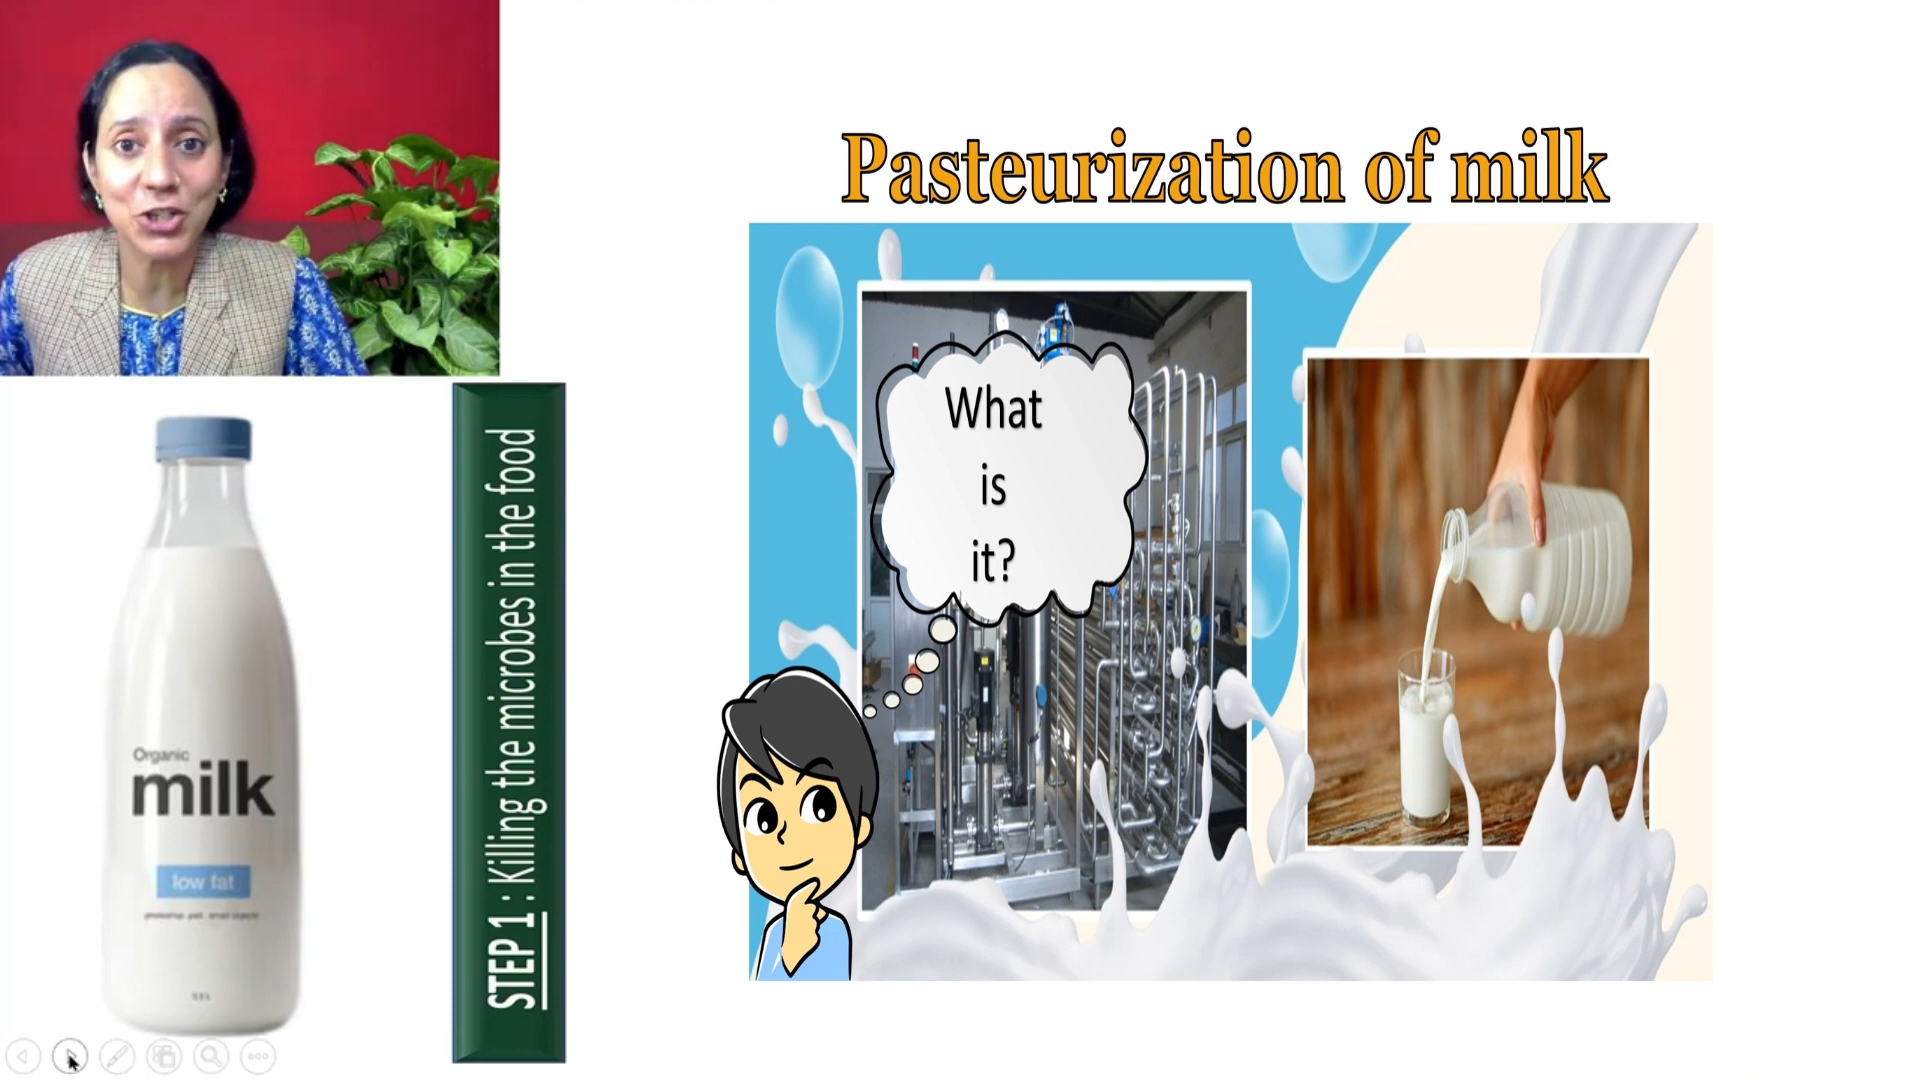 Pasteurization of milk
What
is
it?
STEP 1 : Killing the microbes in the food
Organic
milk
low fat